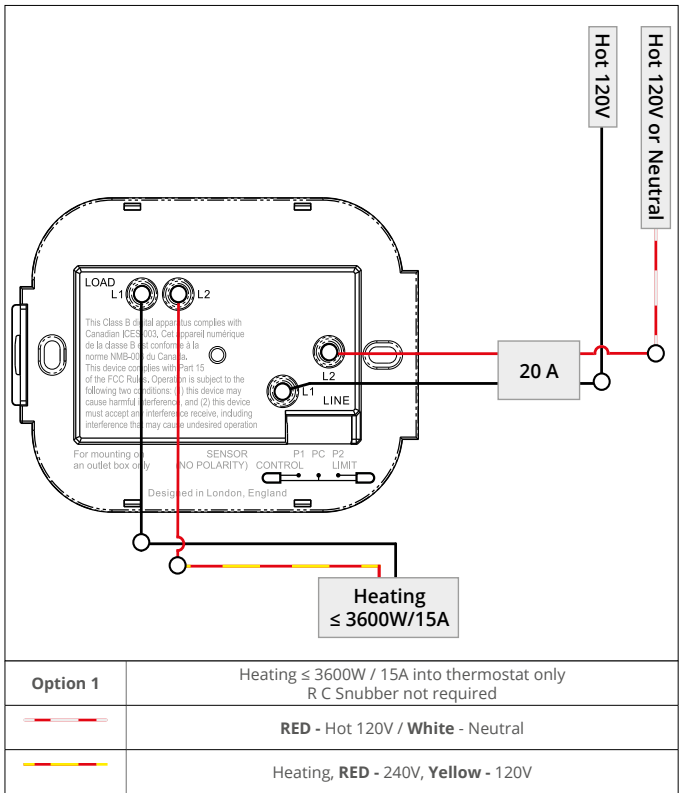 Hot 120V
Hot 120V or Neutral
LOAD
L1
L2
This Class B digital apparatus complies with
Canadian ICES-003, Cet appareil numérique
de la classe B est conforme à la
norme NMB-003 du Canada.
This device complies with Part 15
of the FCC Rules. Operation is subject to the
following two conditions: (1) this device may
cause harmful interference, and (2) this device
must accept any interference receive, including
interference that may cause undesired operation
L2
L1
LINE
20 A
For mounting on
an outlet box only
SENSOR
(NO POLARITY)
P1 PC P2
CONTROL
LIMIT
Designed in London, England
Heating
≤ 3600W/15A
Option 1
Heating ≤ 3600W / 15A into thermostat only
R C Snubber not required
RED - Hot 120V / White - Neutral
Heating, RED - 240V, Yellow - 120V